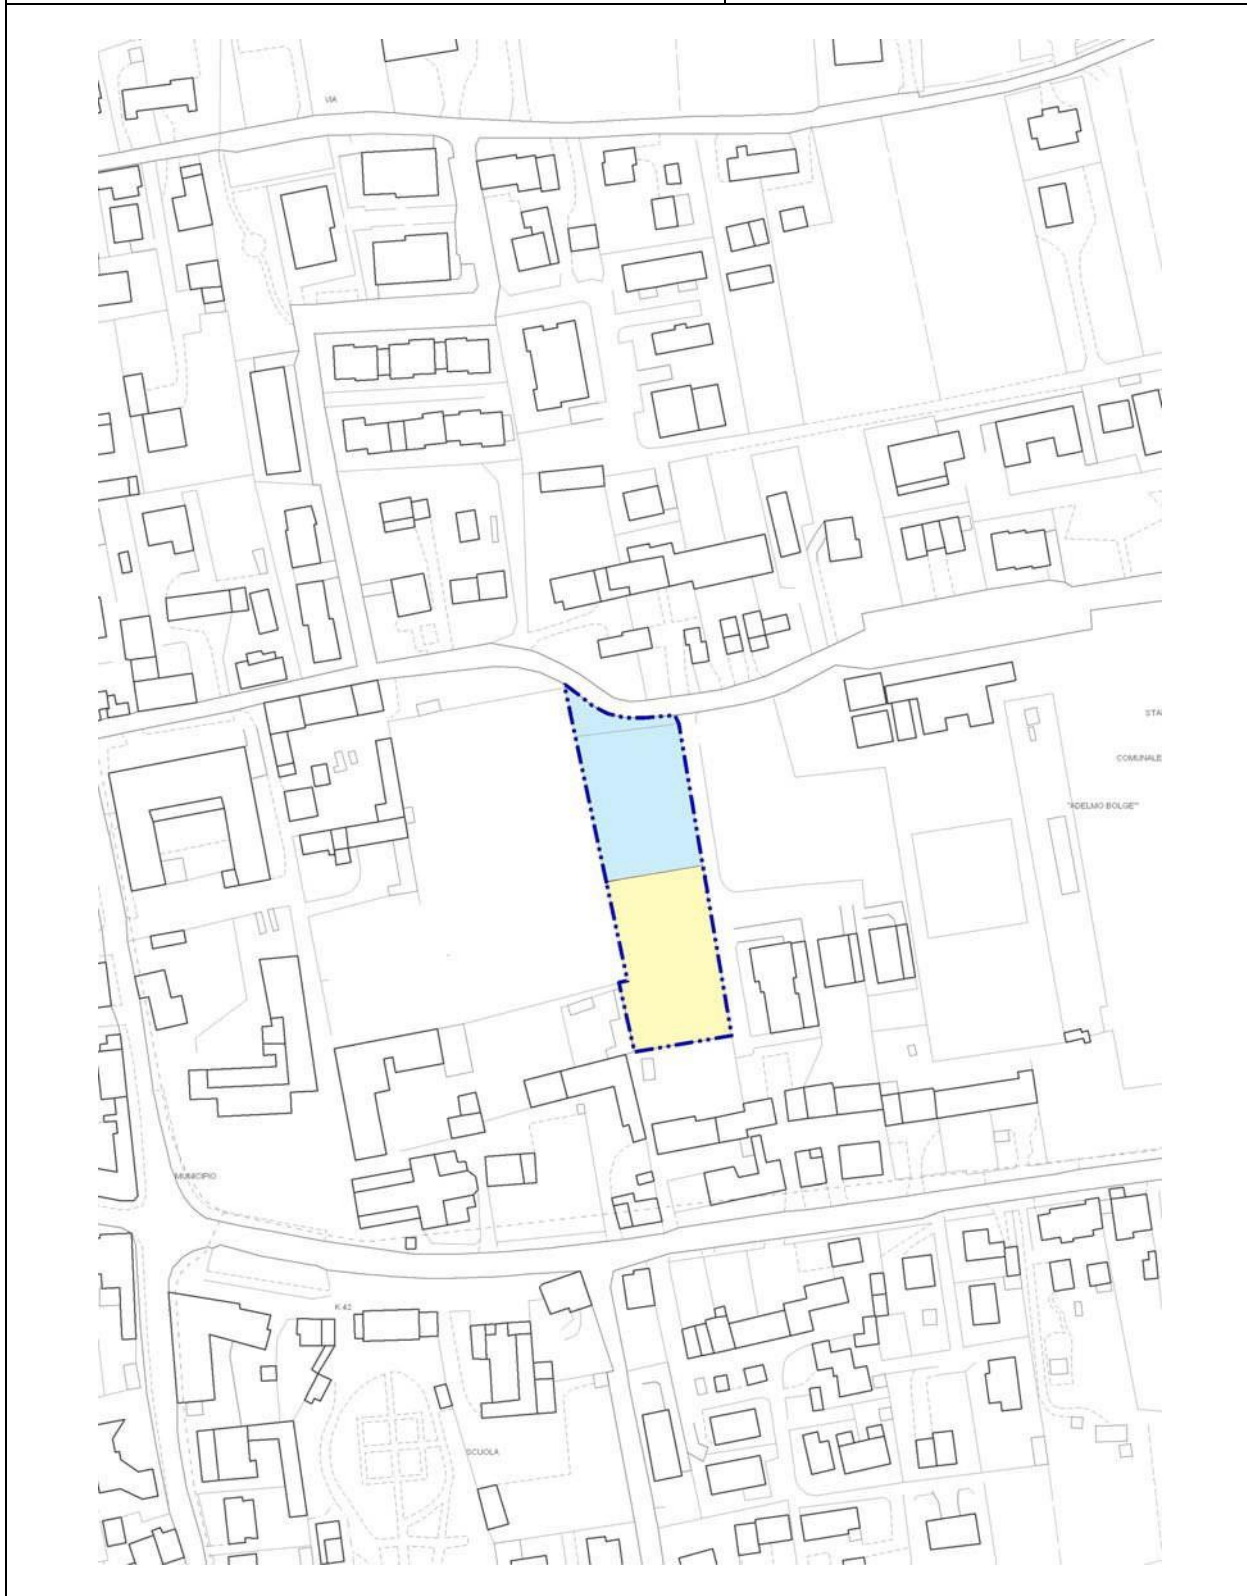 VIA
STA
COMUNALE
"ADELMO BOLGE"
MUNICIPIO
K 42
SCUOLA